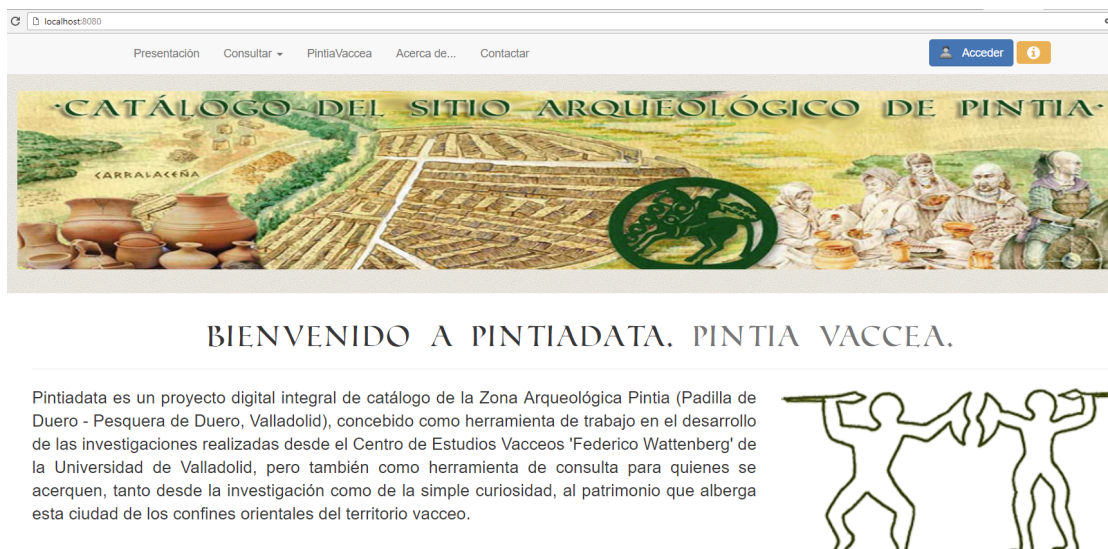 localhost:8080
Presentación Consultar PintiaVaccea Acerca de... Contactar Acceder
·CATÁLOGO DEL SITIO ARQUEOLÓGICO DE PINTIA·
CARRALACEÑA
BIENVENIDO A PINTIADATA. PINTIA VACCEA.
Pintiadata es un proyecto digital integral de catálogo de la Zona Arqueológica Pintia (Padilla de
Duero - Pesquera de Duero, Valladolid), concebido como herramienta de trabajo en el desarrollo
de las investigaciones realizadas desde el Centro de Estudios Vacceos 'Federico Wattenberg' de
la Universidad de Valladolid, pero también como herramienta de consulta para quienes se
acerquen, tanto desde la investigación como de la simple curiosidad, al patrimonio que alberga
esta ciudad de los confines orientales del territorio vacceo.